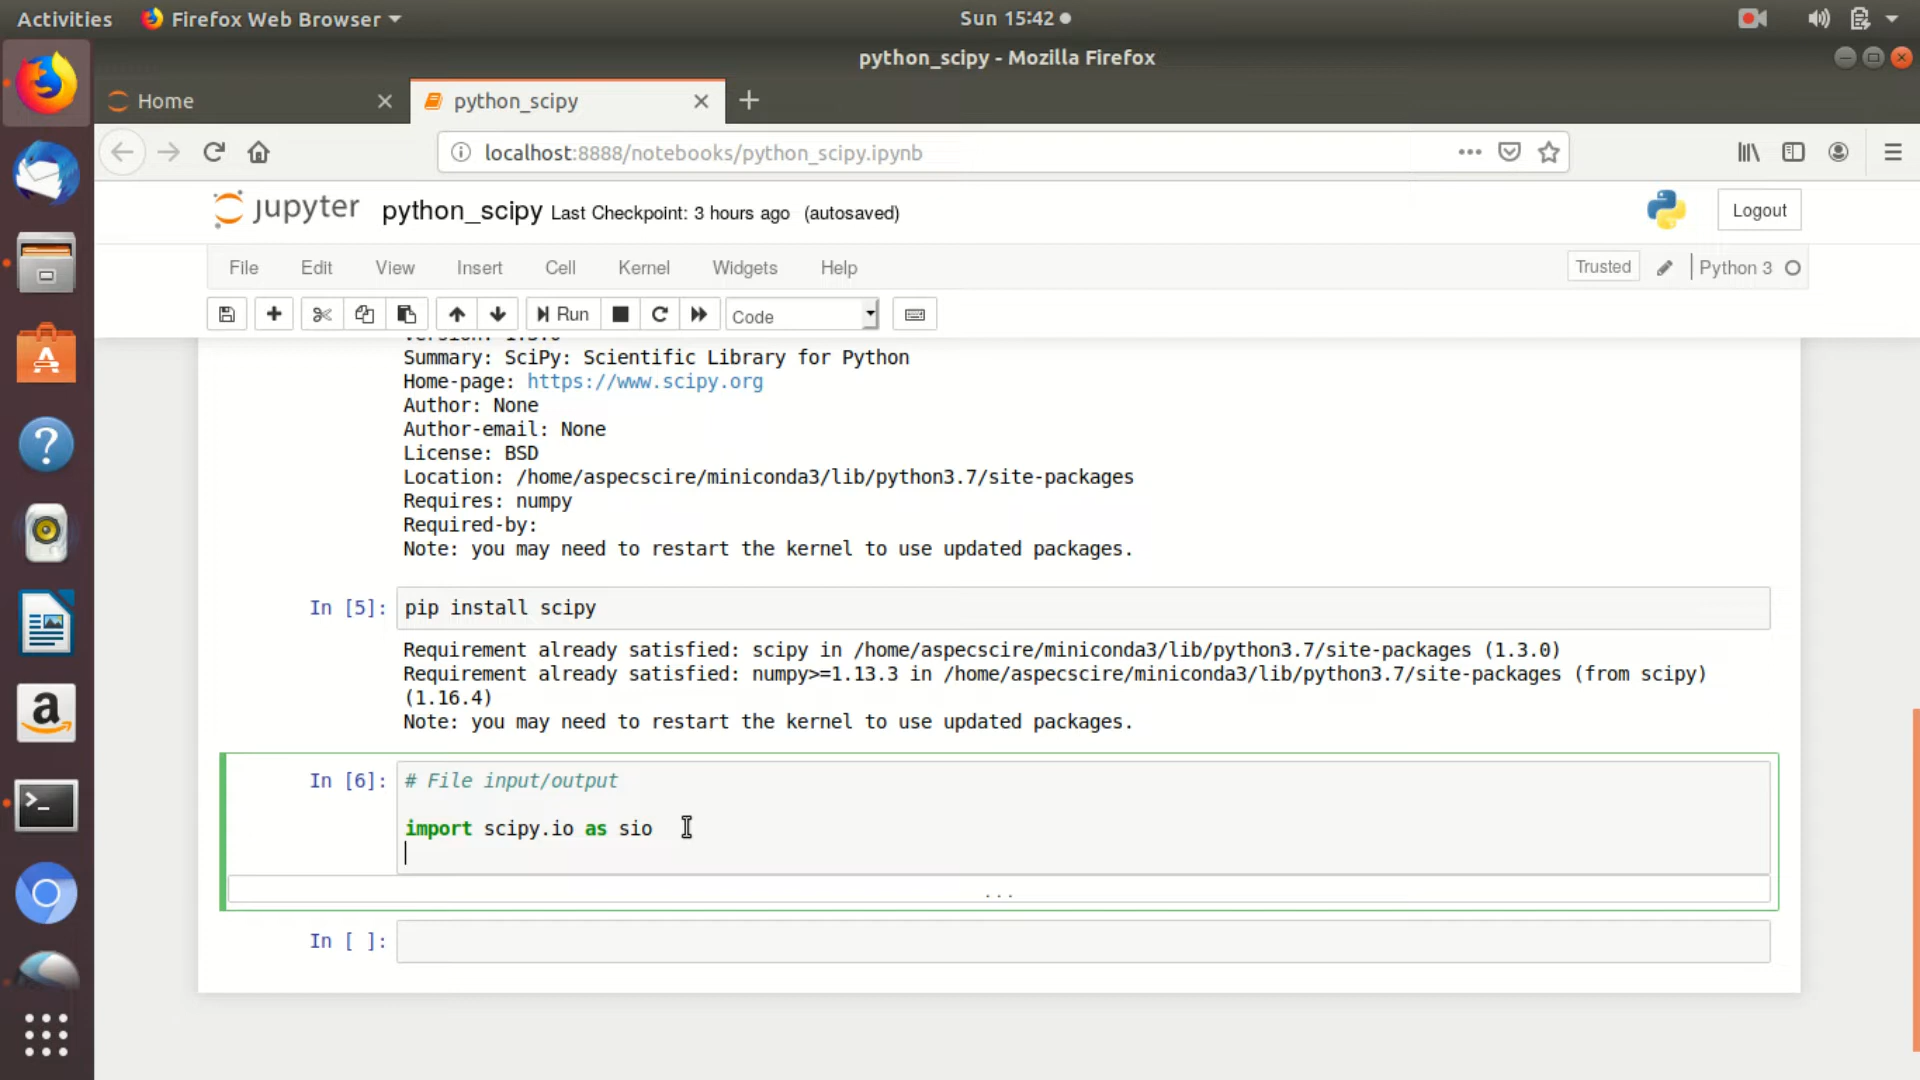 Activities
Firefox Web Browser
Sun 15:42
python_scipy - Mozilla Firefox
Home
python_scipy
localhost:8888/notebooks/python_scipy.ipynb
jupyter python_scipy Last Checkpoint: 3 hours ago (autosaved)
Logout
File Edit View Insert Cell Kernel Widgets Help
Trusted
Python 3
Run
Code
Version: 1.3.0
Summary: SciPy: Scientific Library for Python
Home-page: https://www.scipy.org
Author: None
Author-email: None
License: BSD
Location: /home/aspecscire/miniconda3/lib/python3.7/site-packages
Requires: numpy
Required-by:
Note: you may need to restart the kernel to use updated packages.
In [5]: pip install scipy
Requirement already satisfied: scipy in /home/aspecscire/miniconda3/lib/python3.7/site-packages (1.3.0)
Requirement already satisfied: numpy>=1.13.3 in /home/aspecscire/miniconda3/lib/python3.7/site-packages (from scipy)
(1.16.4)
Note: you may need to restart the kernel to use updated packages.
In [6]: # File input/output
import scipy.io as sio
...
In [ ]: